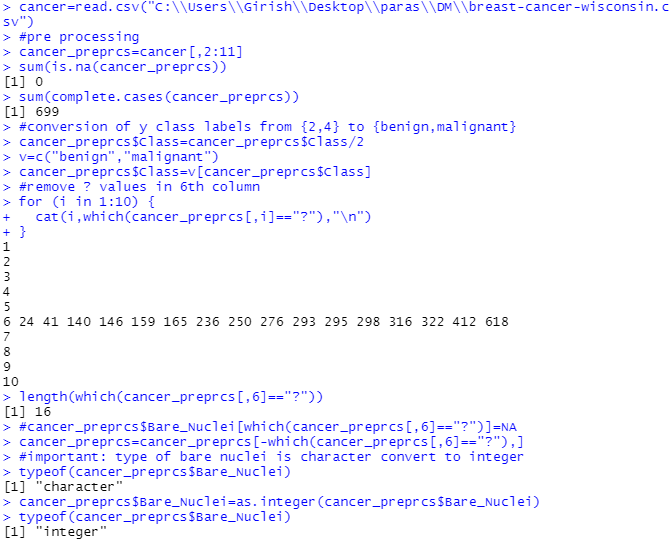 > cancer=read.csv("C:\\Users\\Girish\\Desktop\\paras\\DM\\breast-cancer-wisconsin.c
sv")
> #pre processing
> cancer_preprcs=cancer[,2:11]
> sum(is.na(cancer_preprcs))
[1] 0
> sum(complete.cases(cancer_preprcs))
[1] 699
> #conversion of y class labels from {2,4} to {benign,malignant}
> cancer_preprcs$Class=cancer_preprcs$Class/2
> v=c("benign","malignant")
> cancer_preprcs$Class=v[cancer_preprcs$Class]
> #remove ? values in 6th column
> for (i in 1:10) {
+   cat(i,which(cancer_preprcs[,i]=="?"),"\n")
+ }
1
2
3
4
5
6 24 41 140 146 159 165 236 250 276 293 295 298 316 322 412 618
7
8
9
10
> length(which(cancer_preprcs[,6]=="?"))
[1] 16
> #cancer_preprcs$Bare_Nuclei[which(cancer_preprcs[,6]=="?")]=NA
> cancer_preprcs=cancer_preprcs[-which(cancer_preprcs[,6]=="?"),]
> #important: type of bare nuclei is character convert to integer
> typeof(cancer_preprcs$Bare_Nuclei)
[1] "character"
> cancer_preprcs$Bare_Nuclei=as.integer(cancer_preprcs$Bare_Nuclei)
> typeof(cancer_preprcs$Bare_Nuclei)
[1] "integer"